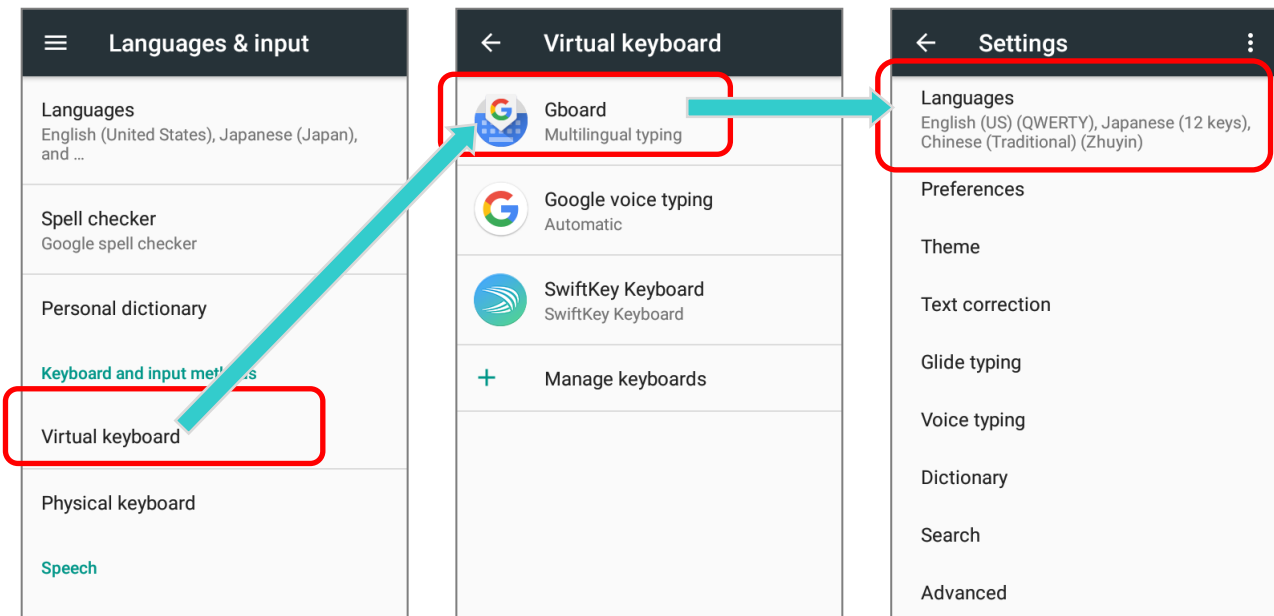 Languages & input
Languages
English (United States), Japanese (Japan),
and ...
Spell checker
Google spell checker
Personal dictionary
Keyboard and input
Virtual keyboard
Physical keyboard
Speech
Virtual keyboard
Gboard
Multilingual typing
Google voice typing
Automatic
SwiftKey Keyboard
SwiftKey Keyboard
Manage keyboards
Settings
Languages
English (US) (QWERTY), Japanese (12 keys),
Chinese (Traditional) (Zhuyin)
Preferences
Theme
Text correction
Glide typing
Voice typing
Dictionary
Search
Advanced